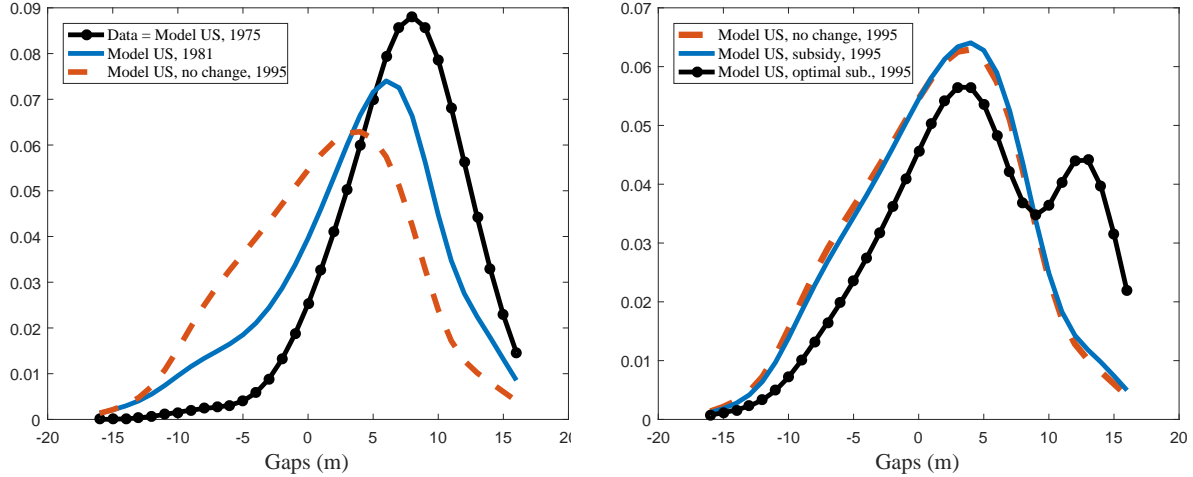 0.09
0.08
0.07
0.06
0.05
0.04
0.03
0.02
0.01
0
Data = Model US, 1975
Model US, 1981
Model US, no change, 1995
-20 -15 -10 -5 0 5 10 15 20
Gaps (m)
0.07
0.06
0.05
0.04
0.03
0.02
0.01
0
Model US, no change, 1995
Model US, subsidy, 1995
Model US, optimal sub., 1995
-20 -15 -10 -5 0 5 10 15 20
Gaps (m)